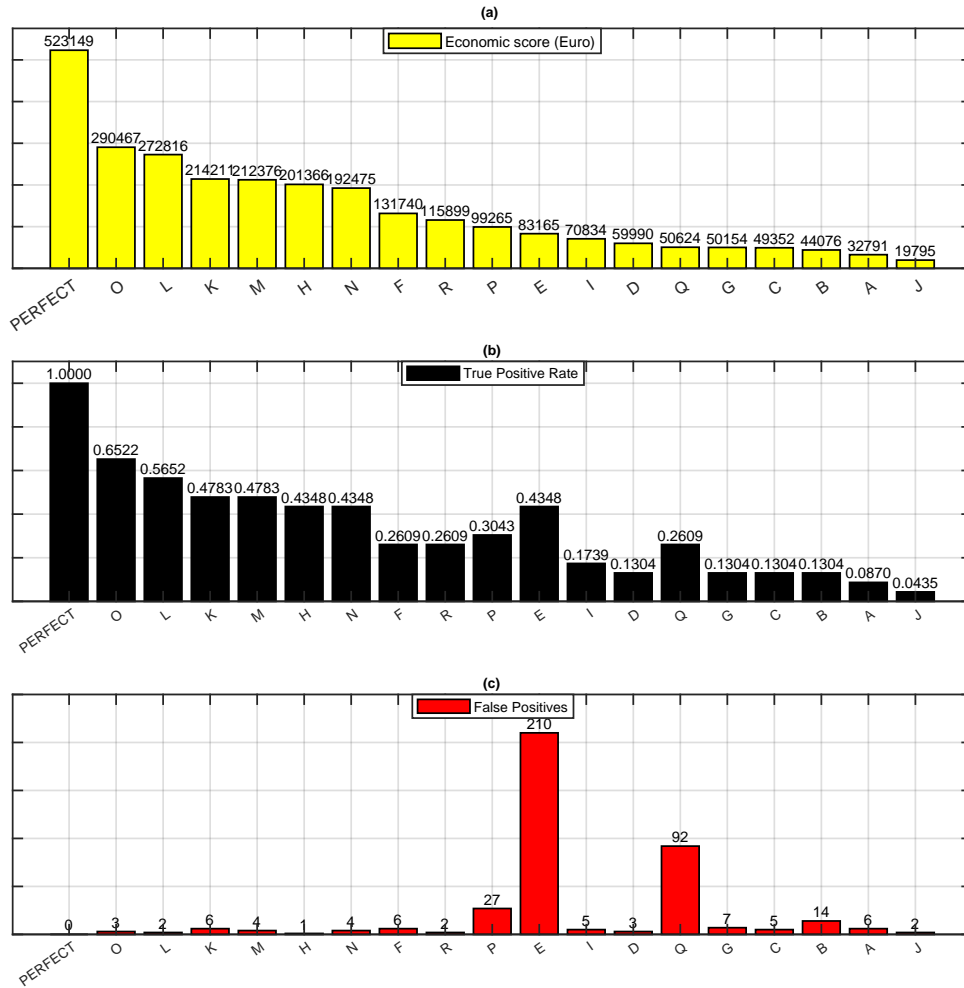 (a)
Economic score (Euro)
523149 290467 272816 214211 212376 201366 192475 131740 115899 99265 83165 70834 59990 50624 50154 49352 44076 32791 19795
PERFECT O L K M H N F R P E I D Q G C B A J
(b)
True Positive Rate
1.0000 0.6522 0.5652 0.4783 0.4783 0.4348 0.4348 0.2609 0.2609 0.3043 0.4348 0.1739 0.1304 0.2609 0.1304 0.1304 0.1304 0.0870 0.0435
PERFECT O L K M H N F R P E I D Q G C B A J
(c)
False Positives
0 3 2 6 4 1 4 6 2 27 210 5 3 92 7 5 14 6 2
PERFECT O L K M H N F R P E I D Q G C B A J